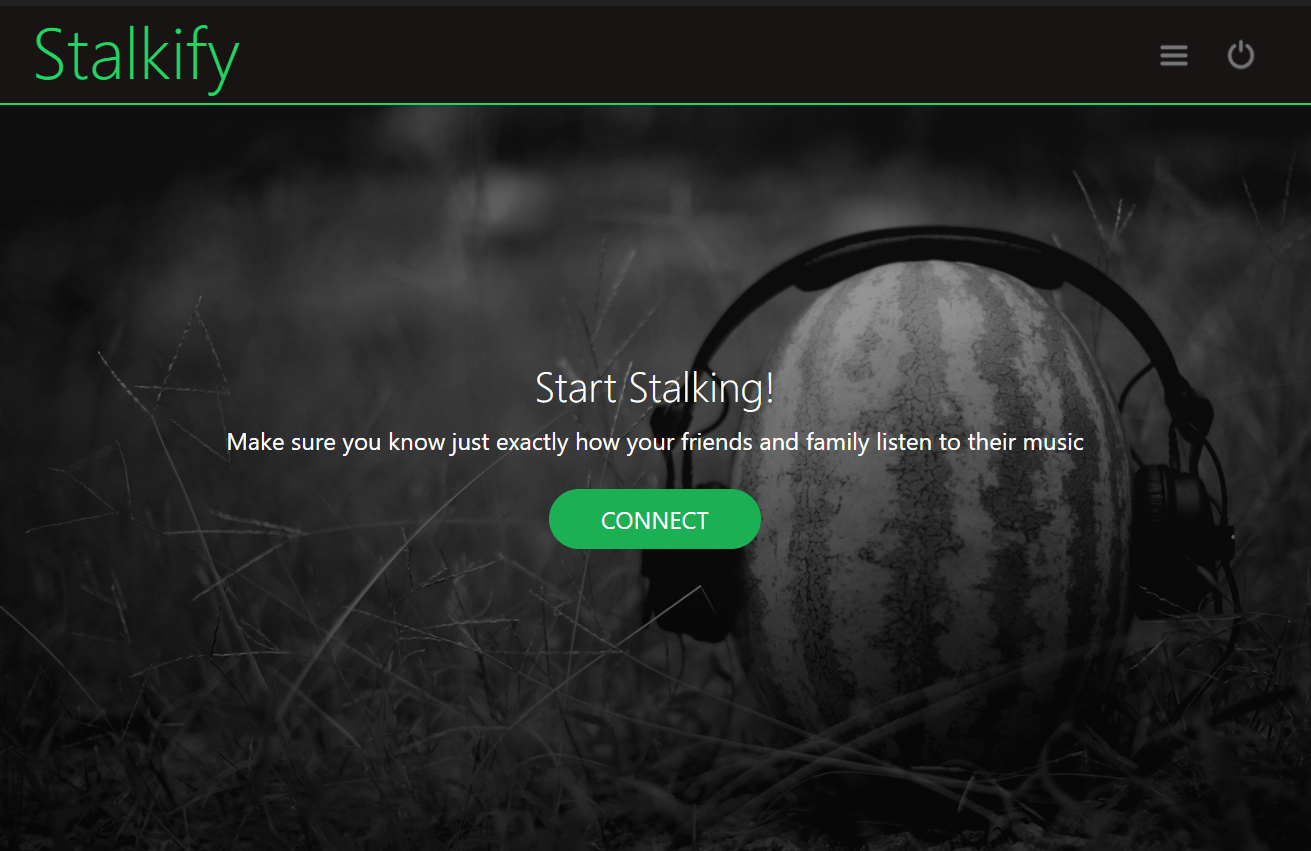 Stalkify
Start Stalking!
Make sure you know just exactly how your friends and family listen to their music
CONNECT